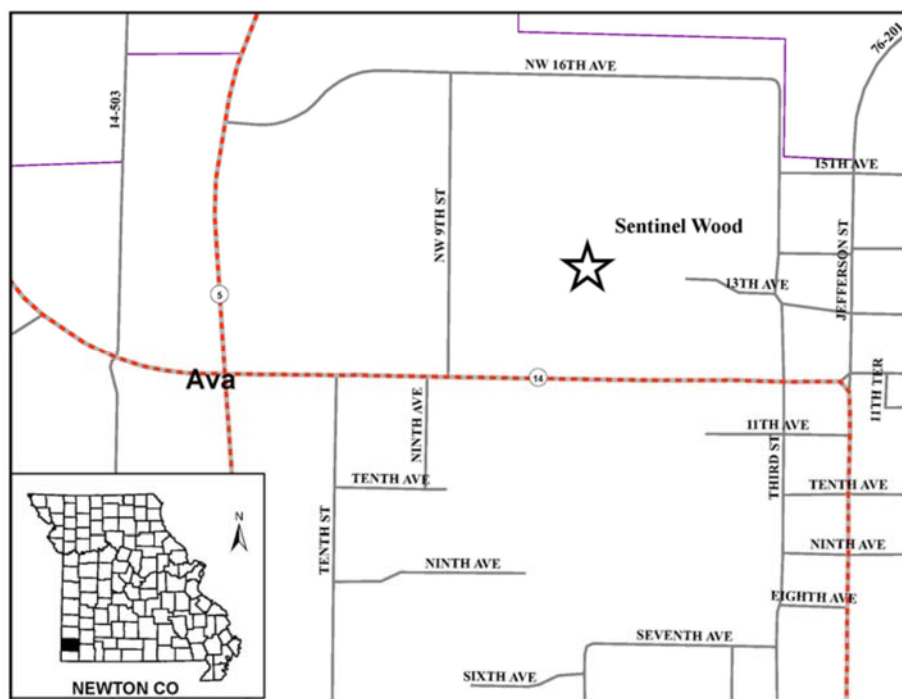 76-201
NW 16TH AVE
14-503
15TH AVE
NW 9TH ST
Sentinel Wood
JEFFERSON ST
13TH AVE
5
Ava
14
11TH TER
NINTH AVE
11TH AVE
THIRD ST
TENTH AVE
TENTH AVE
TENTH ST
NINTH AVE
NINTH AVE
EIGHTH AVE
SEVENTH AVE
SIXTH AVE
N
NEWTON CO